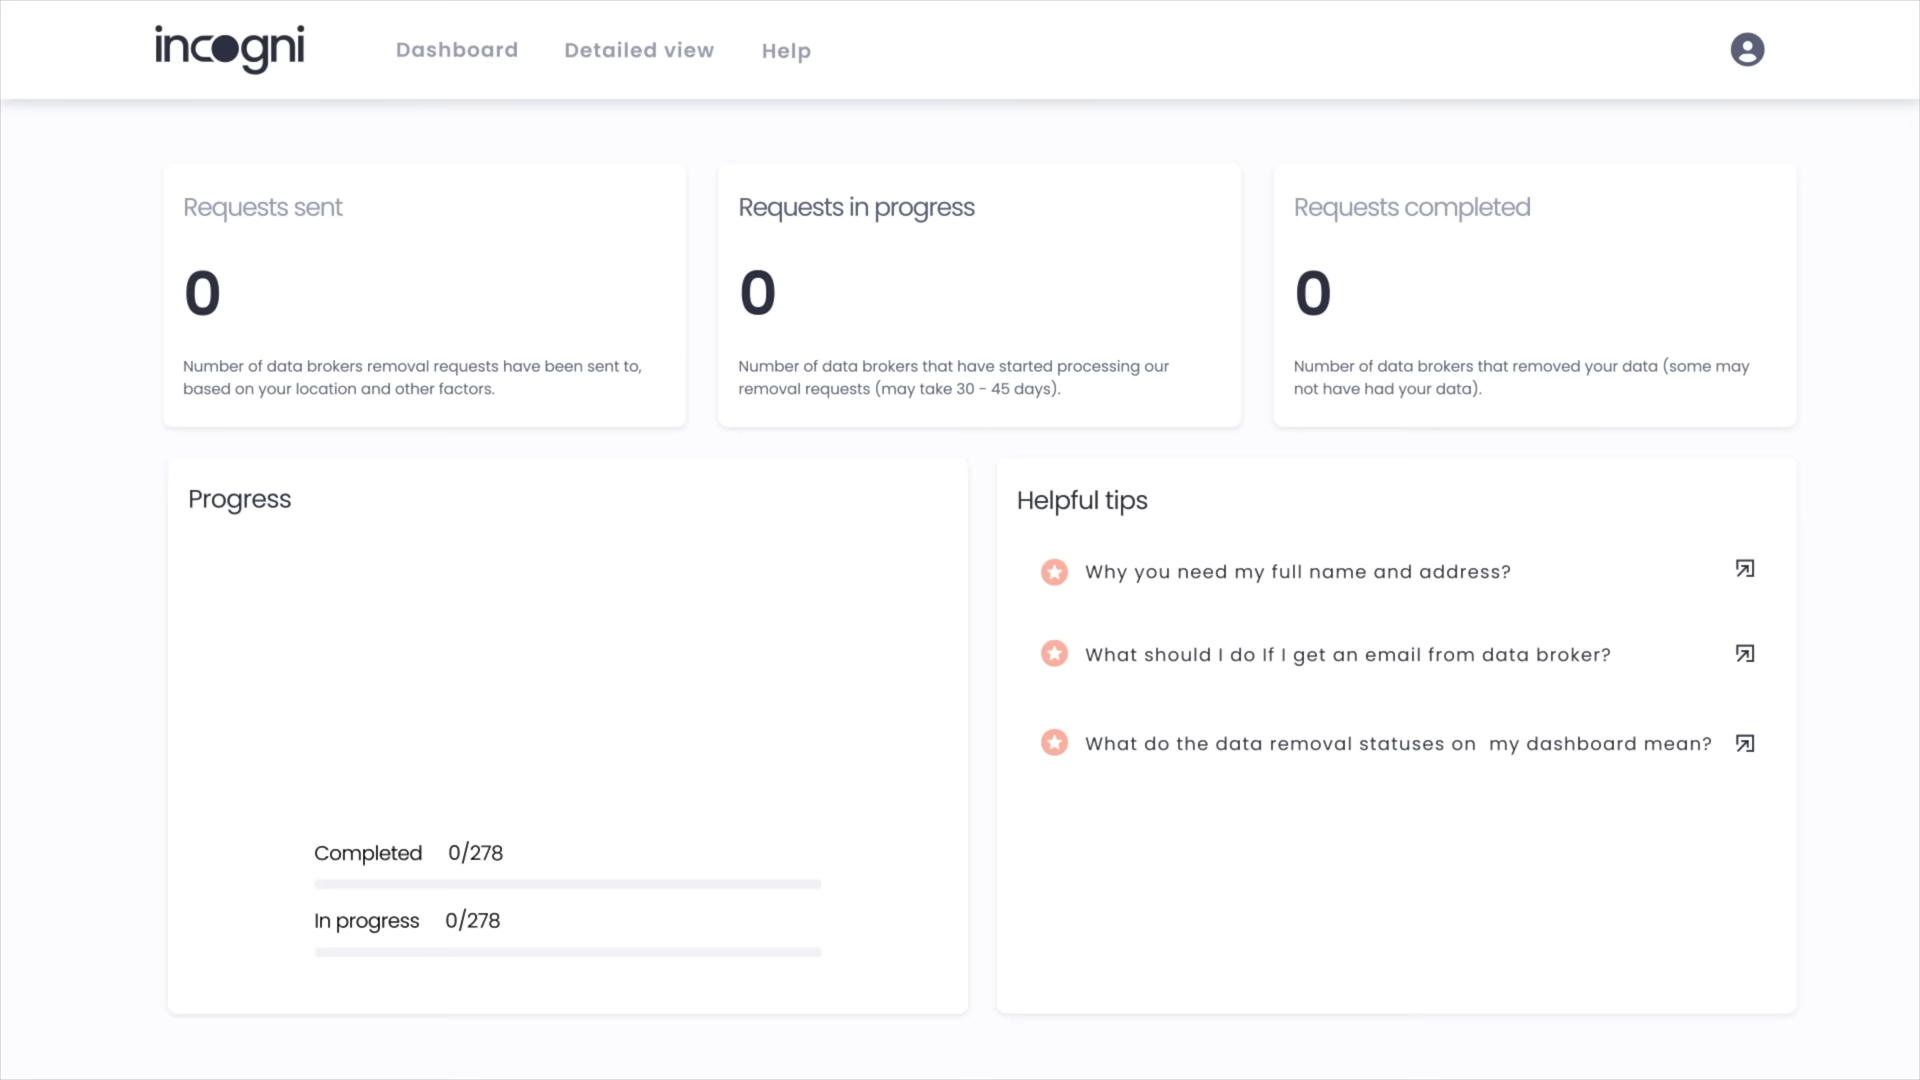 incogni
Dashboard
Detailed view
Help
Requests sent
0
Number of data brokers removal requests have been sent to,
based on your location and other factors.
Requests in progress
0
Number of data brokers that have started processing our
removal requests (may take 30 - 45 days).
Requests completed
0
Number of data brokers that removed your data (some may
not have had your data).
Progress
Completed 0/278
In progress 0/278
Helpful tips
Why you need my full name and address?
What should I do If I get an email from data broker?
What do the data removal statuses on my dashboard mean?